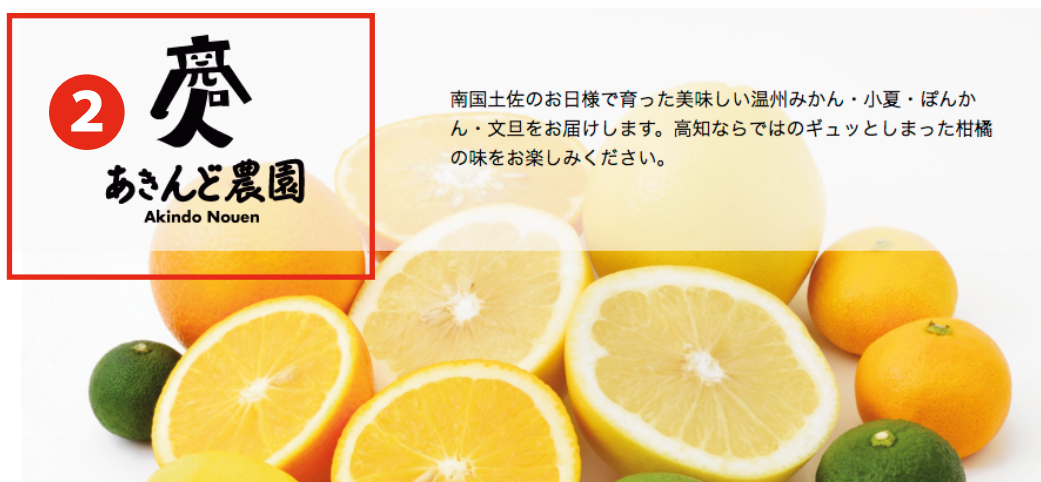 2
あきんど農園
Akindo Nouen
南国土佐のお日様で育った美味しい温州みかん・小夏・ぽんか
ん・文旦をお届けします。高知ならではのギュッとしまった柑橘
の味をお楽しみください。